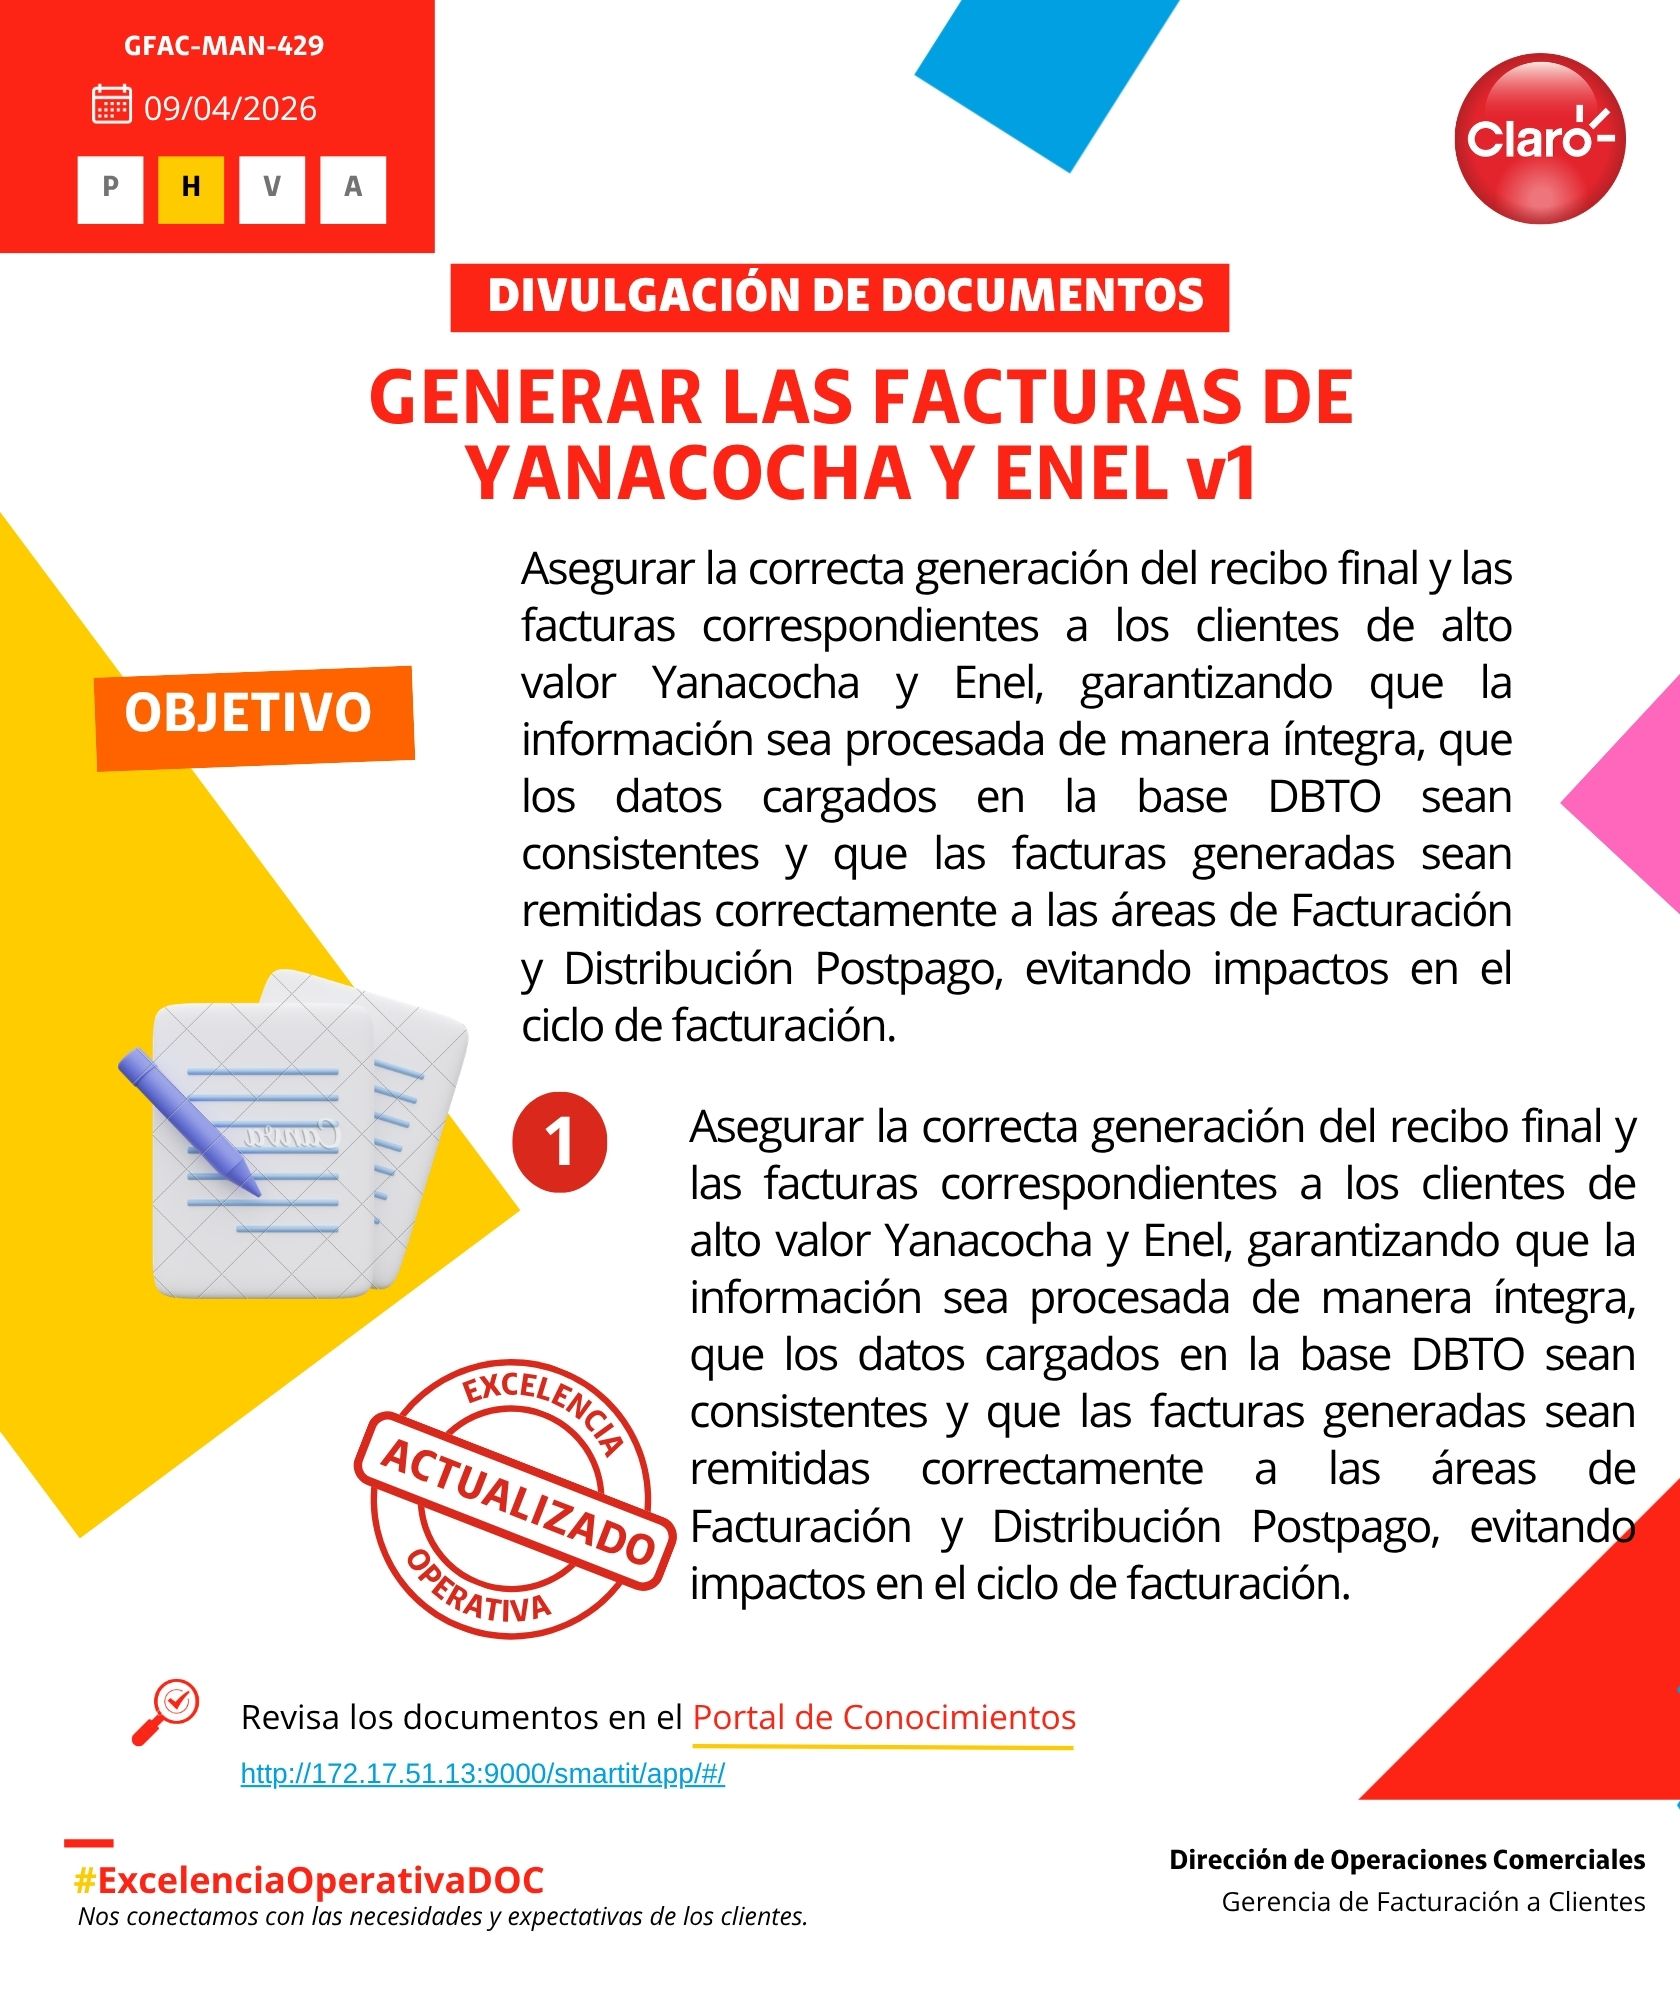 GFAC-MAN-429
09/04/2026
P H V A
Claro
DIVULGACIÓN DE DOCUMENTOS
GENERAR LAS FACTURAS DE
YANACOCHA Y ENEL v1
Asegurar la correcta generación del recibo final y las
facturas correspondientes a los clientes de alto
valor Yanacocha y Enel, garantizando que la
información sea procesada de manera íntegra, que
los datos cargados en la base DBTO sean
consistentes y que las facturas generadas sean
remitidas correctamente a las áreas de Facturación
y Distribución Postpago, evitando impactos en el
ciclo de facturación.
OBJETIVO
Canva
1
Asegurar la correcta generación del recibo final y
las facturas correspondientes a los clientes de
alto valor Yanacocha y Enel, garantizando que la
información sea procesada de manera íntegra,
que los datos cargados en la base DBTO sean
consistentes y que las facturas generadas sean
remitidas correctamente a las áreas de
Facturación y Distribución Postpago, evitando
impactos en el ciclo de facturación.
EXCELENCIA
ACTUALIZADO
OPERATIVA
Revisa los documentos en el Portal de Conocimientos
http://172.17.51.13:9000/smartit/app/#/
#ExcelenciaOperativaDOC
Nos conectamos con las necesidades y expectativas de los clientes.
Dirección de Operaciones Comerciales
Gerencia de Facturación a Clientes